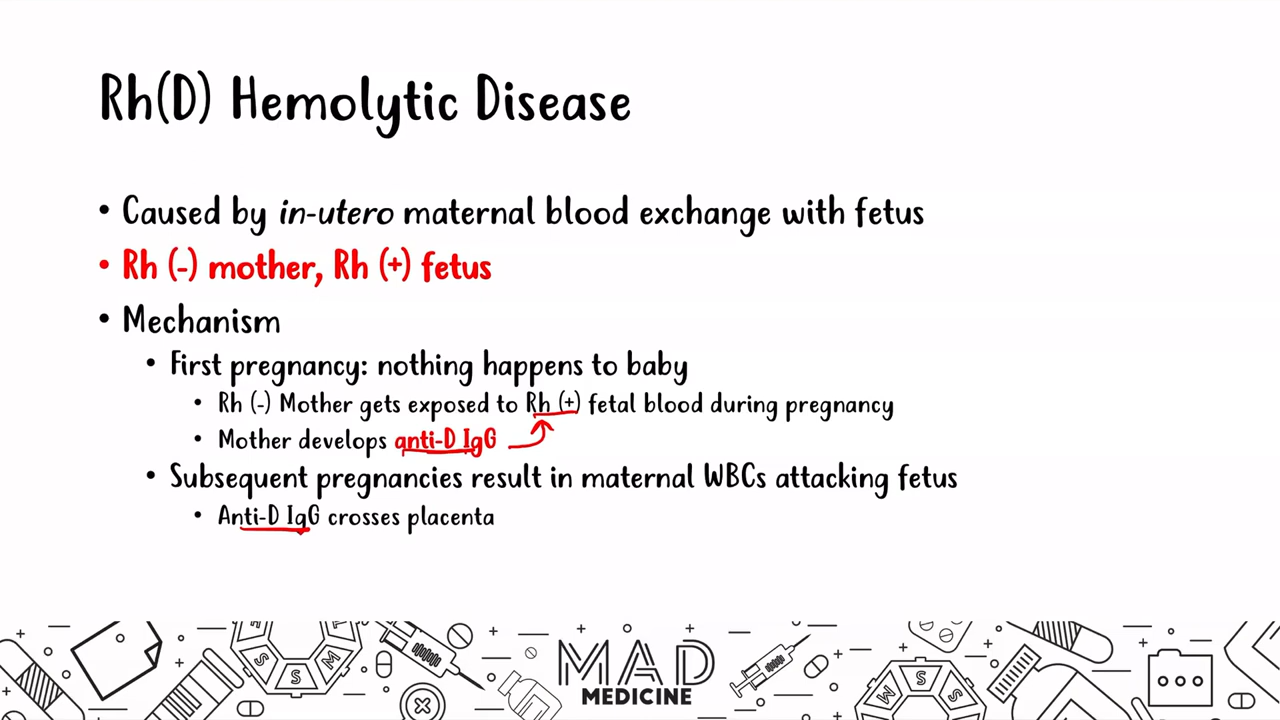 Rh(D) Hemolytic Disease
• Caused by in-utero maternal blood exchange with fetus
• Rh (-) mother, Rh (+) fetus
• Mechanism
• First pregnancy: nothing happens to baby
• Rh (-) Mother gets exposed to Rh (+) fetal blood during pregnancy
• Mother develops anti-D IgG
• Subsequent pregnancies result in maternal WBCs attacking fetus
• Anti-D IgG crosses placenta
MAD
MEDICINE